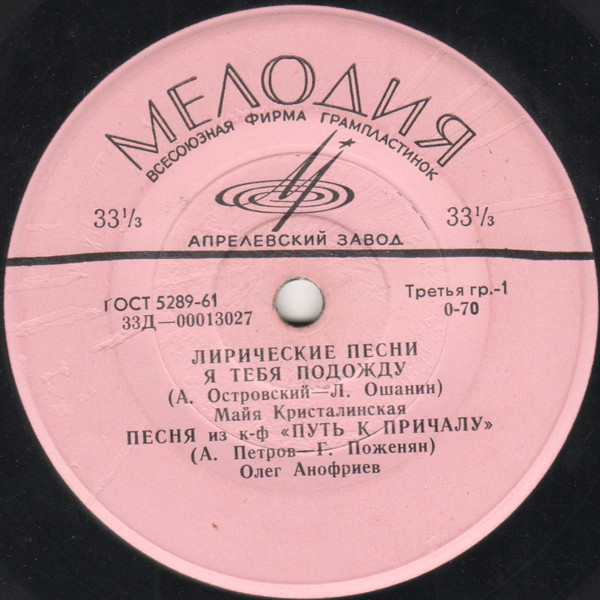 МЕЛОДИЯ
ВСЕСОЮЗНАЯ ФИРМА ГРАМПЛАСТИНОК
33⅓ 33⅓
АПРЕЛЕВСКИЙ ЗАВОД
ГОСТ 5289-61 Третья гр.-1
33Д—00013027 0-70
ЛИРИЧЕСКИЕ ПЕСНИ
Я ТЕБЯ ПОДОЖДУ
(А. Островский—Л. Ошанин)
Майя Кристалинская
ПЕСНЯ из к-ф «ПУТЬ К ПРИЧАЛУ»
(А. Петров—Г. Поженян)
Олег Анофриев